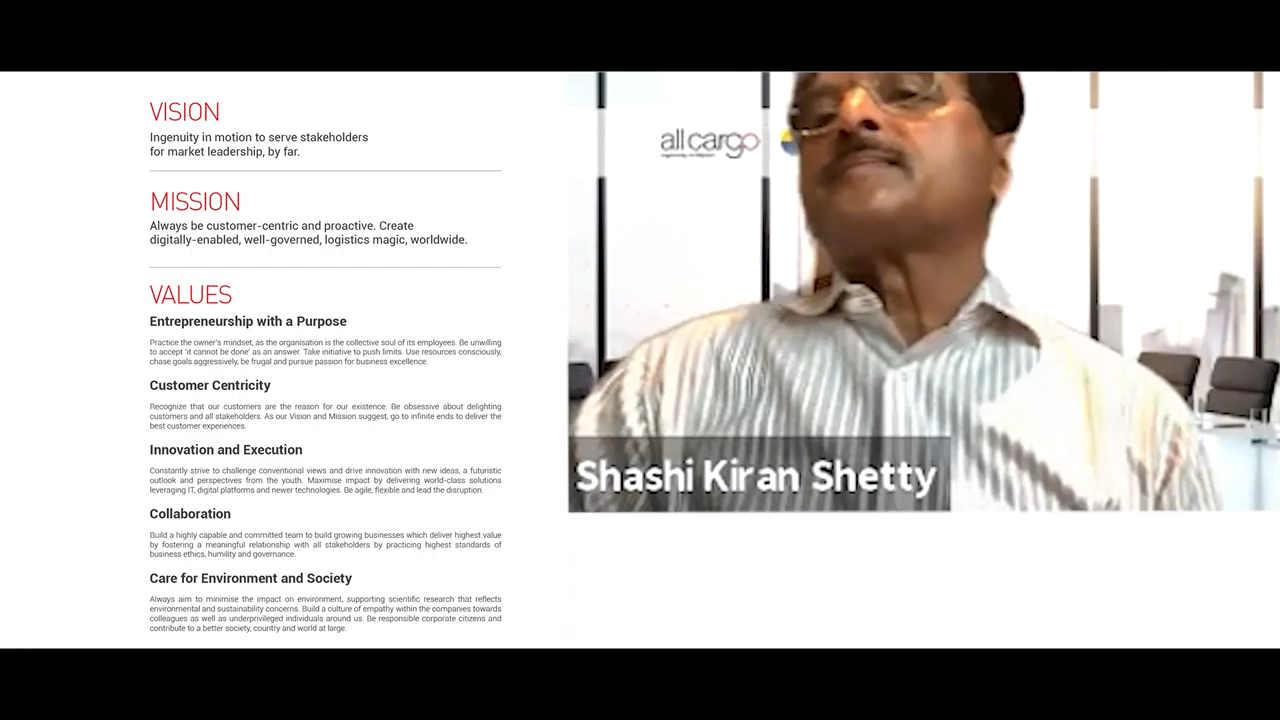 VISION
Ingenuity in motion to serve stakeholders
for market leadership, by far.
MISSION
Always be customer-centric and proactive. Create
digitally-enabled, well-governed, logistics magic, worldwide.
VALUES
Entrepreneurship with a Purpose
Practice the owner's mindset, as the organisation is the collective soul of its employees. Be unwilling
to accept 'it cannot be done' as an answer. Take initiative to push limits. Use resources consciously,
chase goals aggressively, be frugal and pursue passion for business excellence.
Customer Centricity
Recognize that our customers are the reason for our existence. Be obsessive about delighting
customers and all stakeholders. As our Vision and Mission suggest, go to infinite ends to deliver the
best customer experiences.
Innovation and Execution
Constantly strive to challenge conventional views and drive innovation with new ideas, a futuristic
outlook and perspectives from the youth. Maximise impact by delivering world-class solutions
leveraging IT, digital platforms and newer technologies. Be agile, flexible and lead the disruption.
Collaboration
Build a highly capable and committed team to build growing businesses which deliver highest value
by fostering a meaningful relationship with all stakeholders by practicing highest standards of
business ethics, humility and governance.
Care for Environment and Society
Always aim to minimise the impact on environment, supporting scientific research that reflects
environmental and sustainability concerns. Build a culture of empathy within the companies towards
colleagues as well as underprivileged individuals around us. Be responsible corporate citizens and
contribute to a better society, country and world at large.
allcargo
Shashi Kiran Shetty